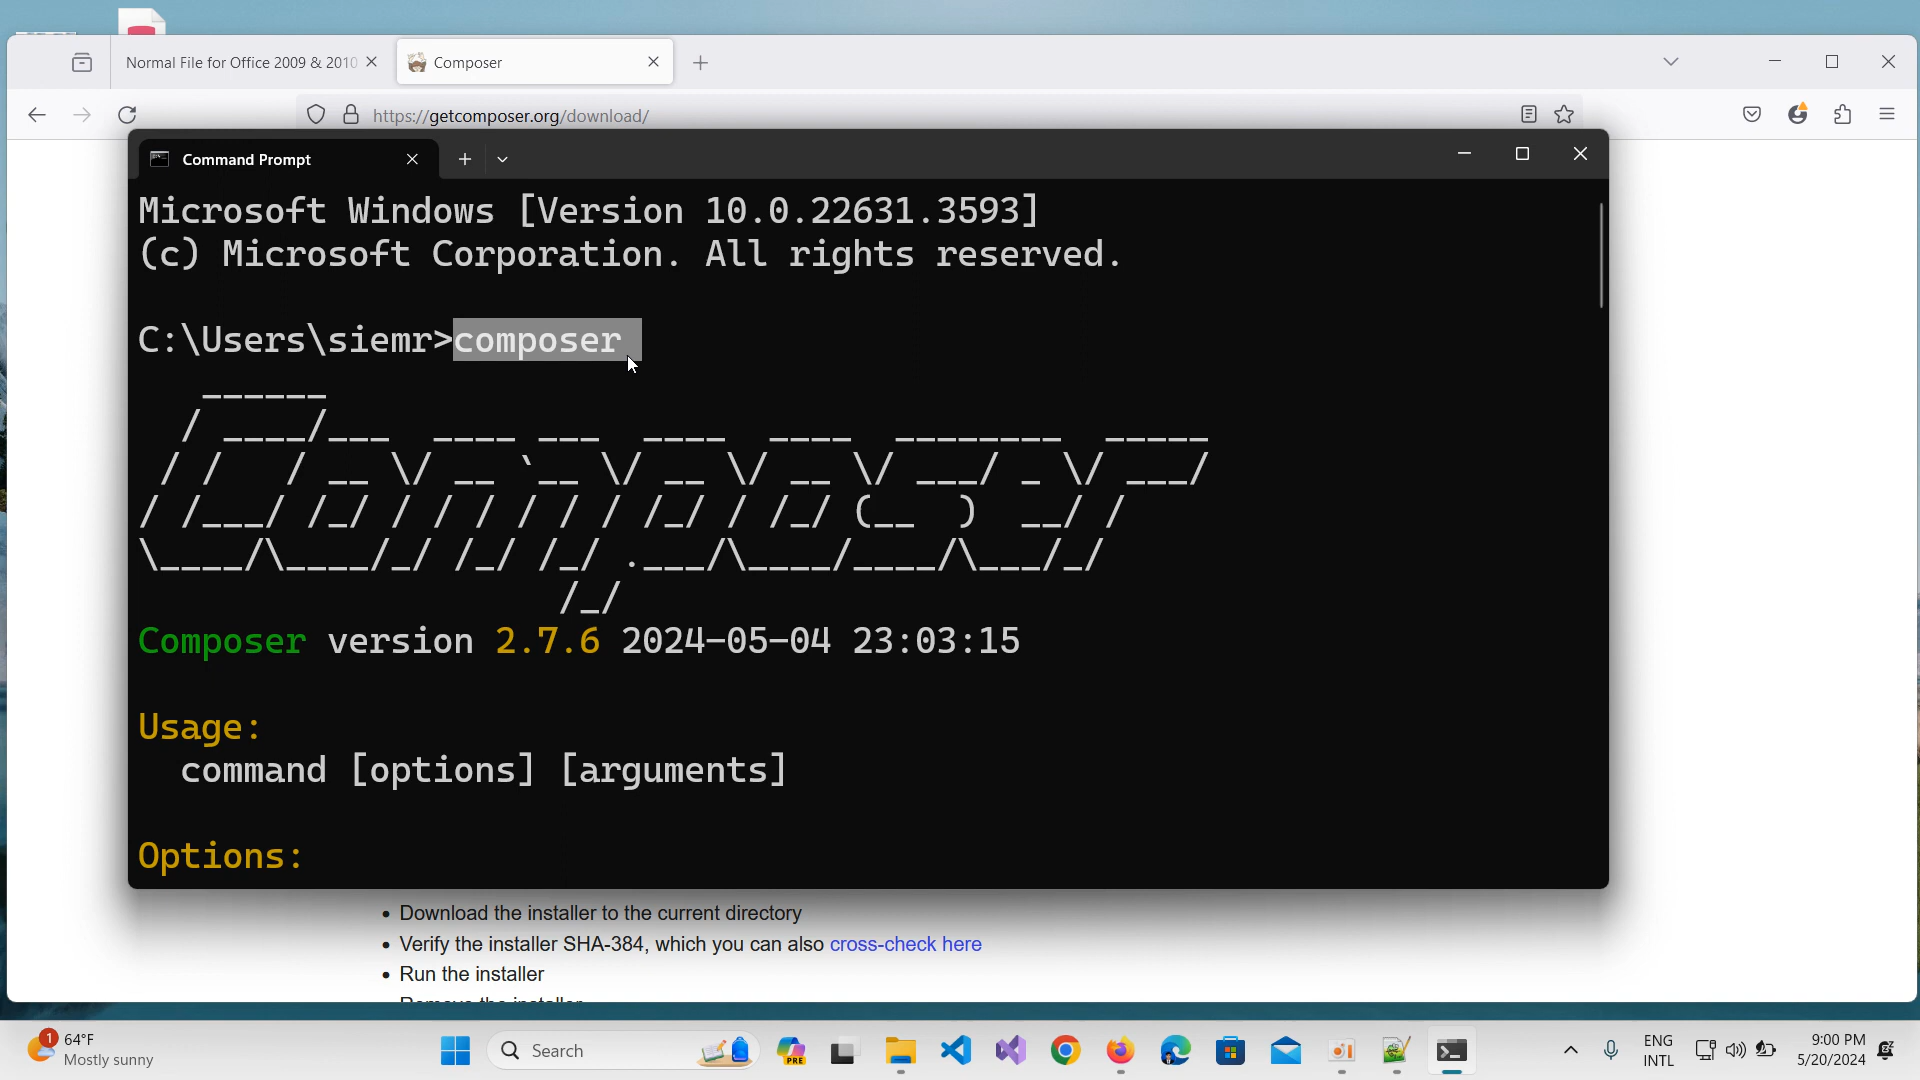 Normal File for Office 2009 & 2010
Composer
https://getcomposer.org/download/
Command Prompt
Microsoft Windows [Version 10.0.22631.3593]
(c) Microsoft Corporation. All rights reserved.
C:\Users\siemr>composer
Composer
Composer version 2.7.6 2024-05-04 23:03:15
Usage:
command [options] [arguments]
Options:
• Download the installer to the current directory
• Verify the installer SHA-384, which you can also cross-check here
• Run the installer
1
64°F
Mostly sunny
Search
PRE
ENG
INTL
9:00 PM
5/20/2024